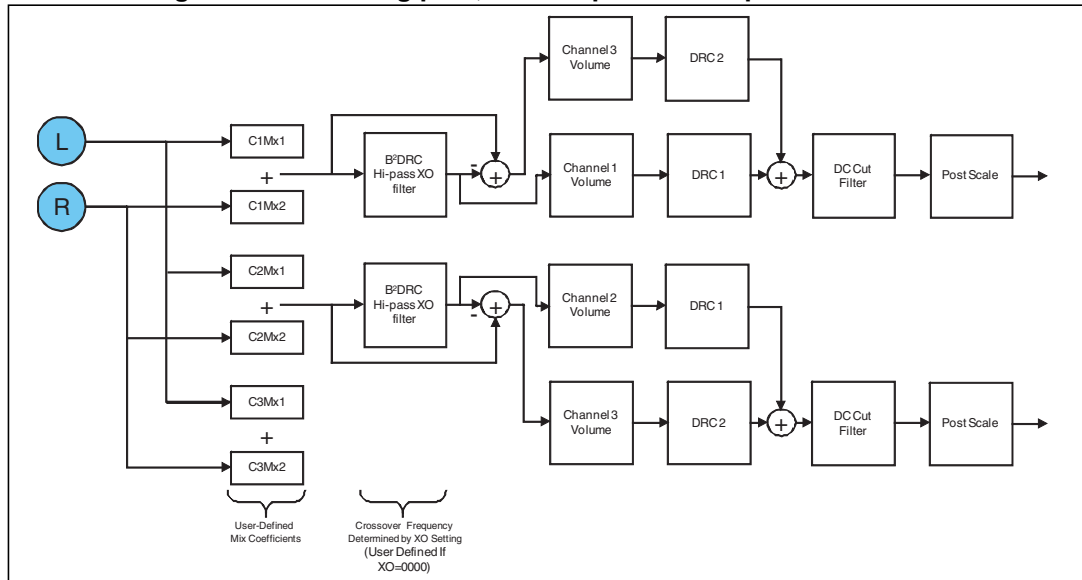 Channel 3
Volume
DRC 2
L
C1Mx1
+
B²DRC
Hi-pass XO
filter
-
+
Channel 1
Volume
DRC 1
+
DC Cut
Filter
Post Scale
R
C1Mx2
C2Mx1
+
B²DRC
Hi-pass XO
filter
-
+
Channel 2
Volume
DRC 1
C2Mx2
C3Mx1
+
C3Mx2
Channel 3
Volume
DRC 2
+
DC Cut
Filter
Post Scale
User-Defined
Mix Coefficients
Crossover Frequency
Determined by XO Setting
(User Defined If
XO=0000)